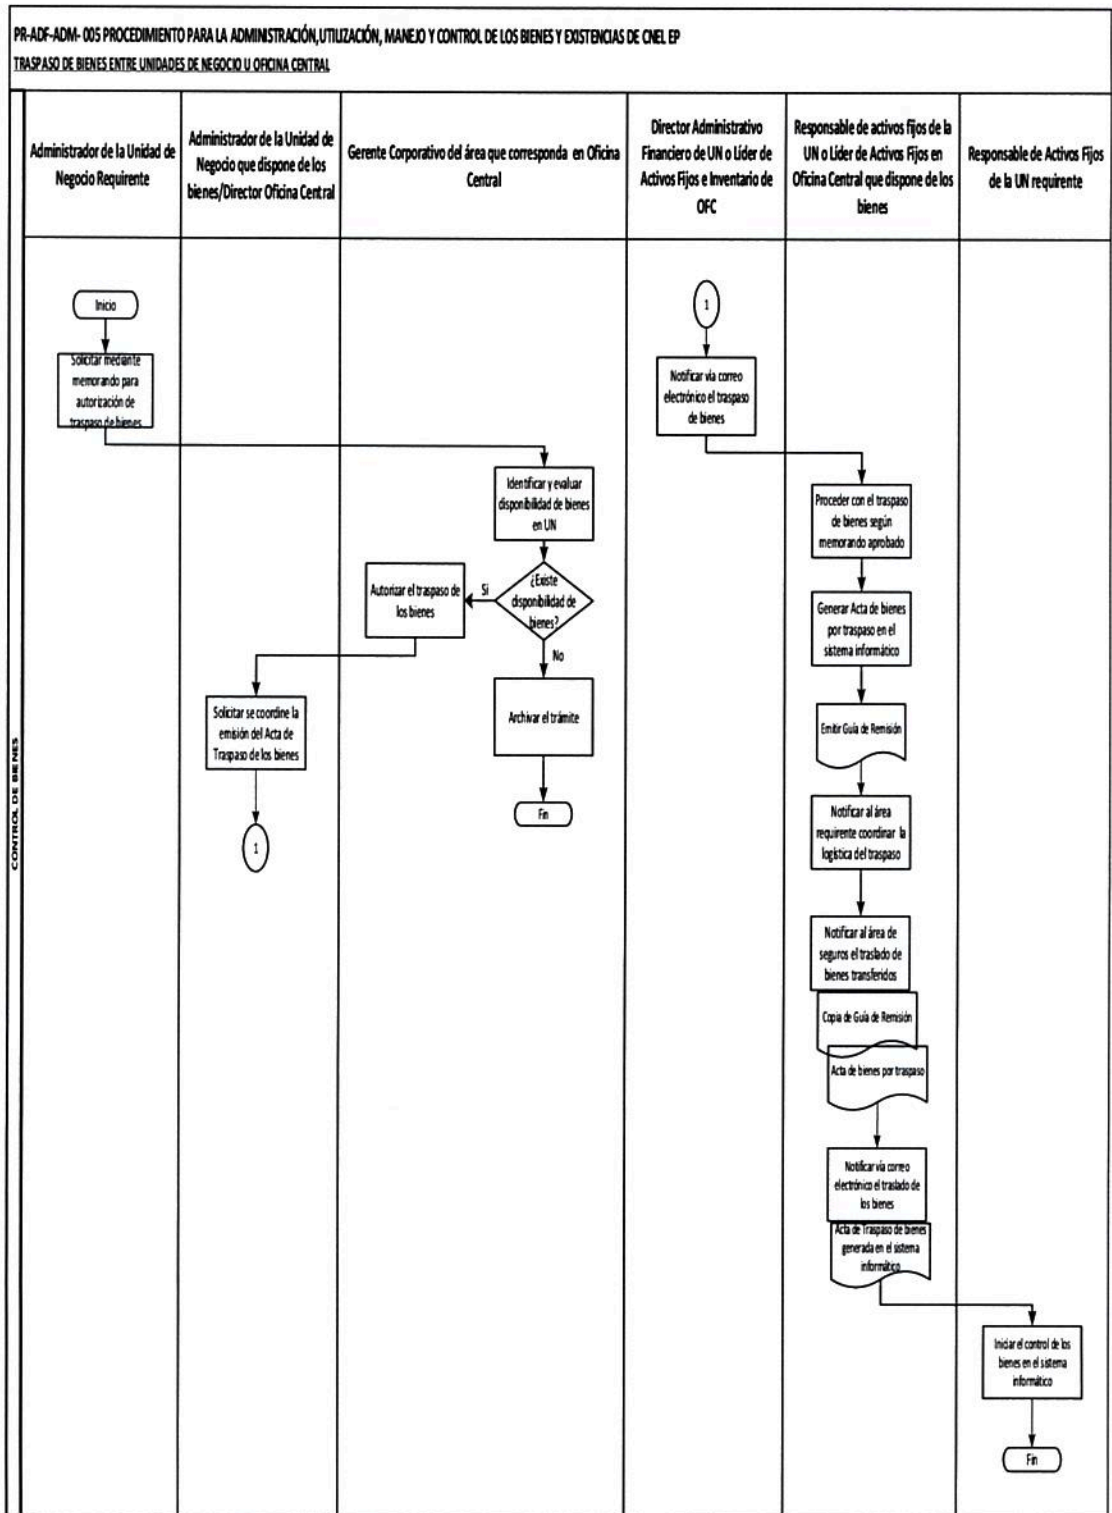 PR-ADF-ADM- 005 PROCEDIMIENTO PARA LA ADMINISTRACIÓN,UTILIZACIÓN, MANEJO Y CONTROL DE LOS BIENES Y EXISTENCIAS DE CNEL EP
TRASPASO DE BIENES ENTRE UNIDADES DE NEGOCIO U OFICINA CENTRAL
CONTROL DE BIENES
Administrador de la Unidad de
Negocio Requirente
Administrador de la Unidad de
Negocio que dispone de los
bienes/Director Oficina Central
Gerente Corporativo del área que corresponda en Oficina
Central
Director Administrativo
Financiero de UN o Líder de
Activos Fijos e Inventario de
OFC
Responsable de activos fijos de la
UN o Líder de Activos Fijos en
Oficina Central que dispone de los
bienes
Responsable de Activos Fijos
de la UN requirente
Inicio
Solicitar mediante
memorando para
autorización de
traspaso de bienes
Identificar y evaluar
disponibilidad de bienes
en UN
¿Existe
disponibilidad de
bienes?
Si
No
Autorizar el traspaso de
los bienes
Archivar el trámite
Fin
Solicitar se coordine la
emisión del Acta de
Traspaso de los bienes
1
1
Notificar vía correo
electrónico el traspaso
de bienes
Proceder con el traspaso
de bienes según
memorando aprobado
Generar Acta de bienes
por traspaso en el
sistema informático
Emitir Guía de Remisión
Notificar al área
requirente coordinar la
logística del traspaso
Notificar al área de
seguros el traslado de
bienes transferidos
Copia de Guía de Remisión
Acta de bienes por traspaso
Notificar vía correo
electrónico el traslado de
los bienes
Acta de Traspaso de bienes
generada en el sistema
informático
Iniciar el control de los
bienes en el sistema
informático
Fin